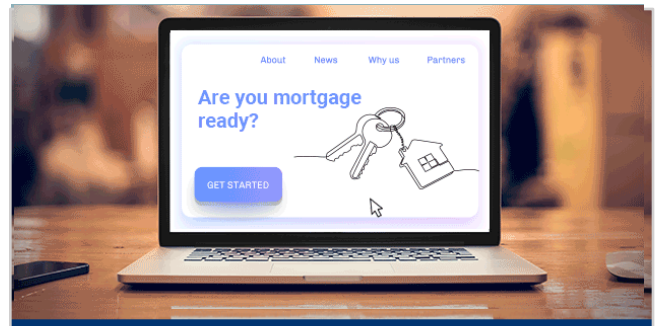 About News Why us Partners
Are you mortgage
ready?
GET STARTED